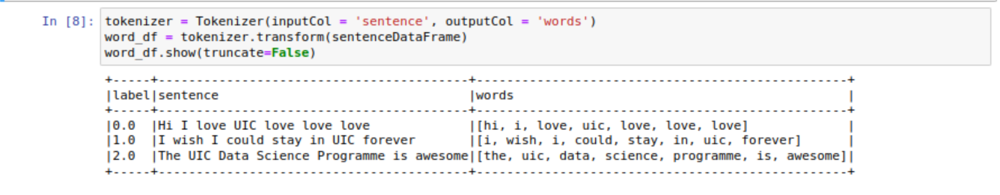 In [8]: tokenizer = Tokenizer(inputCol = 'sentence', outputCol = 'words')
word_df = tokenizer.transform(sentenceDataFrame)
word_df.show(truncate=False)
+-----+-----------------------------------------+--------------------------------------------------+
|label|sentence                                 |words                                             |
+-----+-----------------------------------------+--------------------------------------------------+
|0.0  |Hi I love UIC love love love             |[hi, i, love, uic, love, love, love]              |
|1.0  |I wish I could stay in UIC forever       |[i, wish, i, could, stay, in, uic, forever]       |
|2.0  |The UIC Data Science Programme is awesome|[the, uic, data, science, programme, is, awesome]|
+-----+-----------------------------------------+--------------------------------------------------+